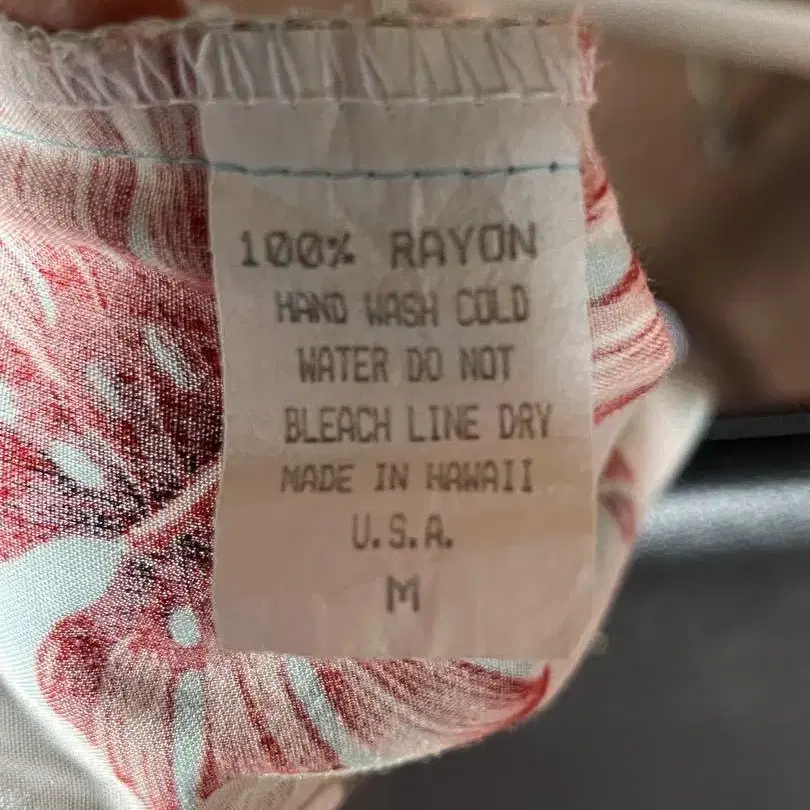 100% RAYON
HAND WASH COLD
WATER DO NOT
BLEACH LINE DRY
MADE IN HAWAII
U.S.A.
M